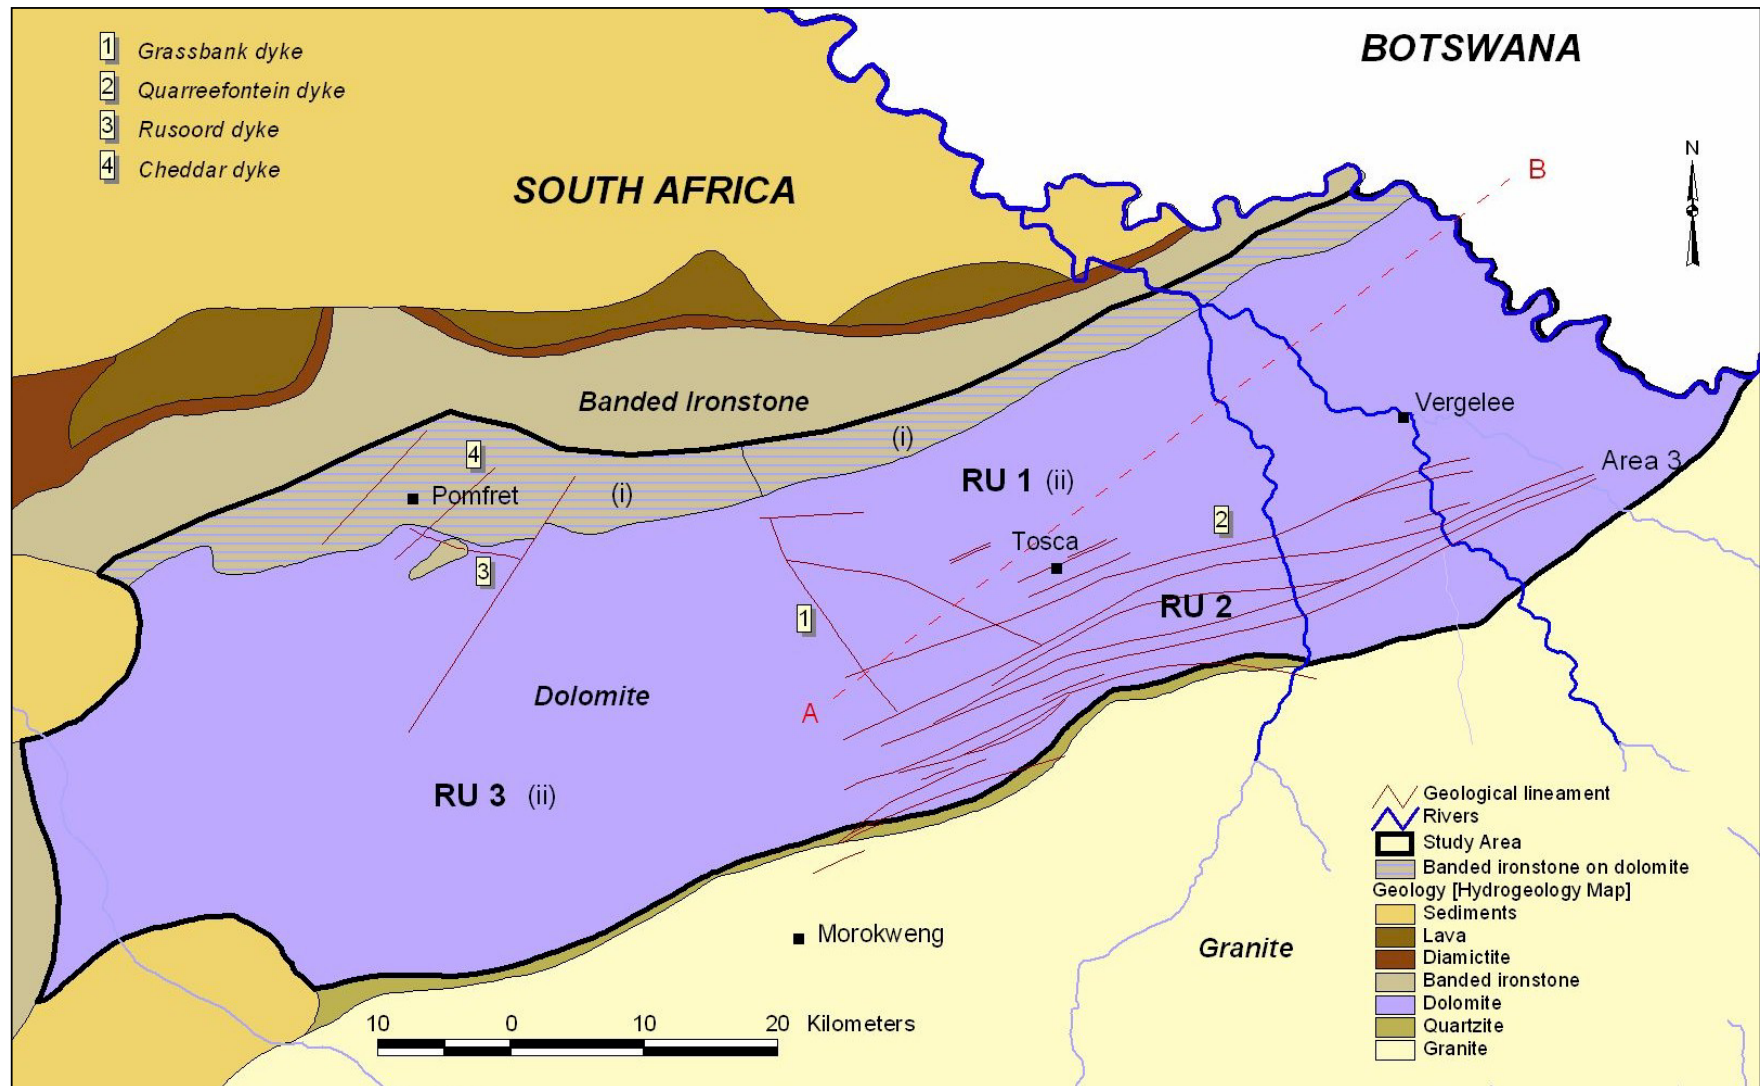 1 Grassbank dyke
2 Quarreefontein dyke
3 Rusoord dyke
4 Cheddar dyke
BOTSWANA
SOUTH AFRICA
N
B
Banded Ironstone
Vergelee
(i)
4
Area 3
Pomfret
(i)
RU 1 (ii)
2
Tosca
3
1
RU 2
Dolomite
A
RU 3 (ii)
Morokweng
Granite
10 0 10 20 Kilometers
Geological lineament
Rivers
Study Area
Banded ironstone on dolomite
Geology [Hydrogeology Map]
Sediments
Lava
Diamictite
Banded ironstone
Dolomite
Quartzite
Granite